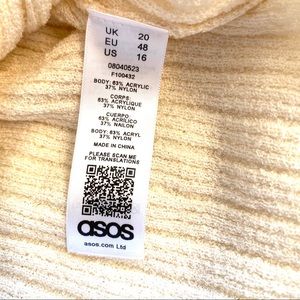 UK 20
EU 48
US 16
08040523
F100432
BODY: 63% ACRYLIC
37% NYLON
CORPS:
63% ACRYLIQUE
37% NYLON
CUERPO:
63% ACRÍLICO
37% NAILON
BODY: 63% ACRYL
37% NYLON
MADE IN CHINA
PLEASE SCAN ME
FOR TRANSLATIONS
asos
asos.com Ltd